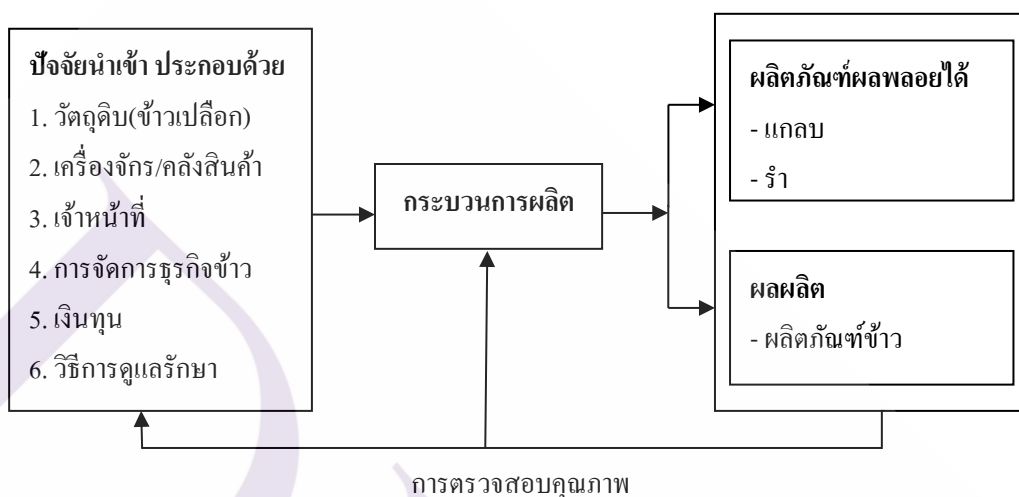 ปัจจัยนำเข้า ประกอบด้วย
1. วัตถุดิบ(ข้าวเปลือก)
2. เครื่องจักร/คลังสินค้า
3. เจ้าหน้าที่
4. การจัดการธุรกิจข้าว
5. เงินทุน
6. วิธีการดูแลรักษา
กระบวนการผลิต
ผลิตภัณฑ์ผลพลอยได้
- แกลบ
- รำ
ผลผลิต
- ผลิตภัณฑ์ข้าว
การตรวจสอบคุณภาพ